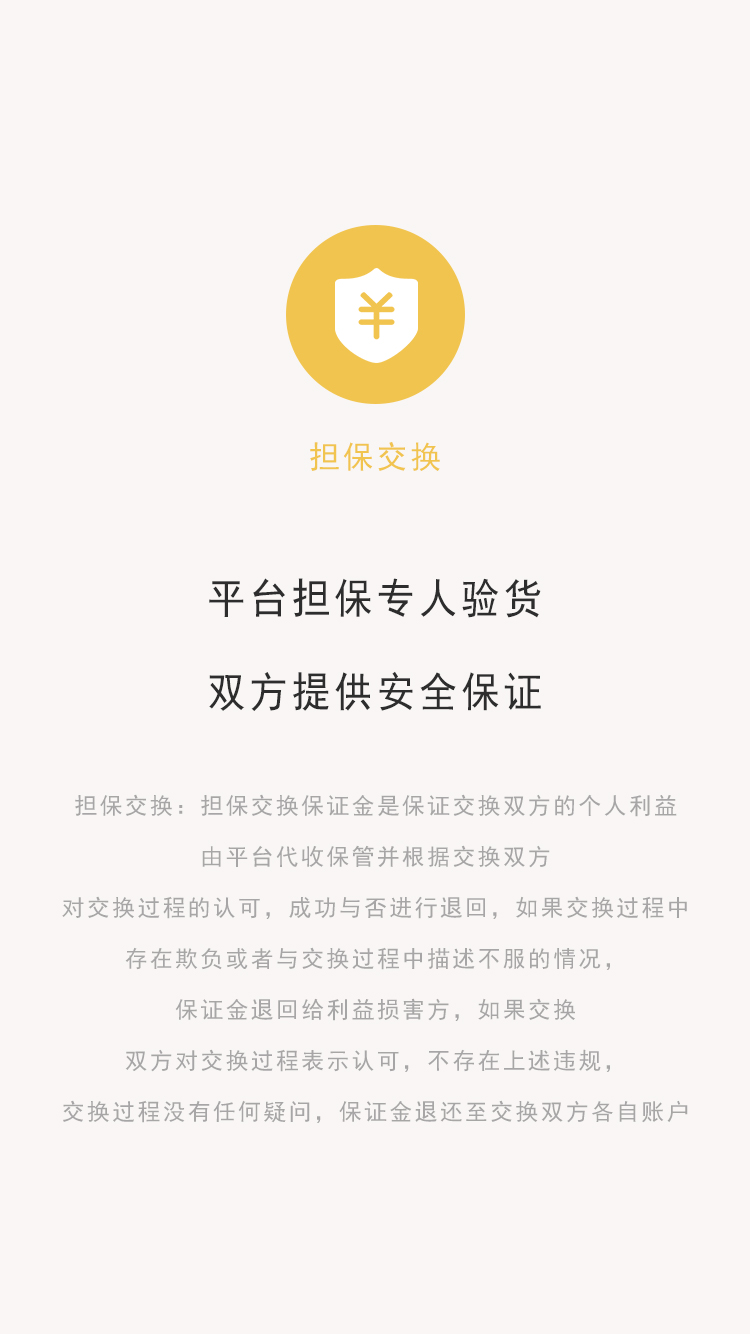 担保交换
平台担保专人验货
双方提供安全保证
担保交换：担保交换保证金是保证交换双方的个人利益
由平台代收保管并根据交换双方
对交换过程的认可，成功与否进行退回，如果交换过程中
存在欺负或者与交换过程中描述不服的情况，
保证金退回给利益损害方，如果交换
双方对交换过程表示认可，不存在上述违规，
交换过程没有任何疑问，保证金退还至交换双方各自账户